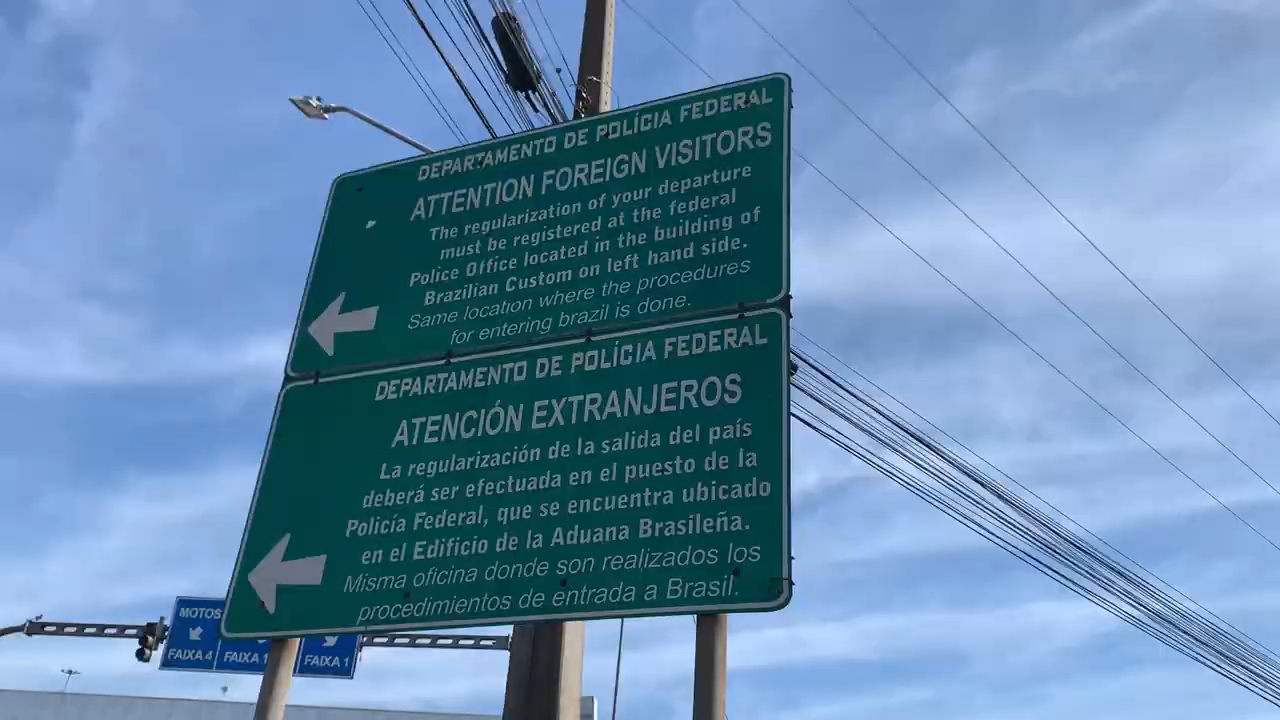 DEPARTAMENTO DE POLÍCIA FEDERAL
ATTENTION FOREIGN VISITORS
The regularization of your departure
must be registered at the federal
Police Office located in the building of
Brazilian Custom on left hand side.
Same location where the procedures
for entering brazil is done.
DEPARTAMENTO DE POLÍCIA FEDERAL
ATENCIÓN EXTRANJEROS
La regularización de la salida del país
deberá ser efectuada en el puesto de la
Policía Federal, que se encuentra ubicado
en el Edificio de la Aduana Brasileña.
Misma oficina donde son realizados los
procedimientos de entrada a Brasil.
MOTOS
FAIXA 4
FAIXA 1
FAIXA 1